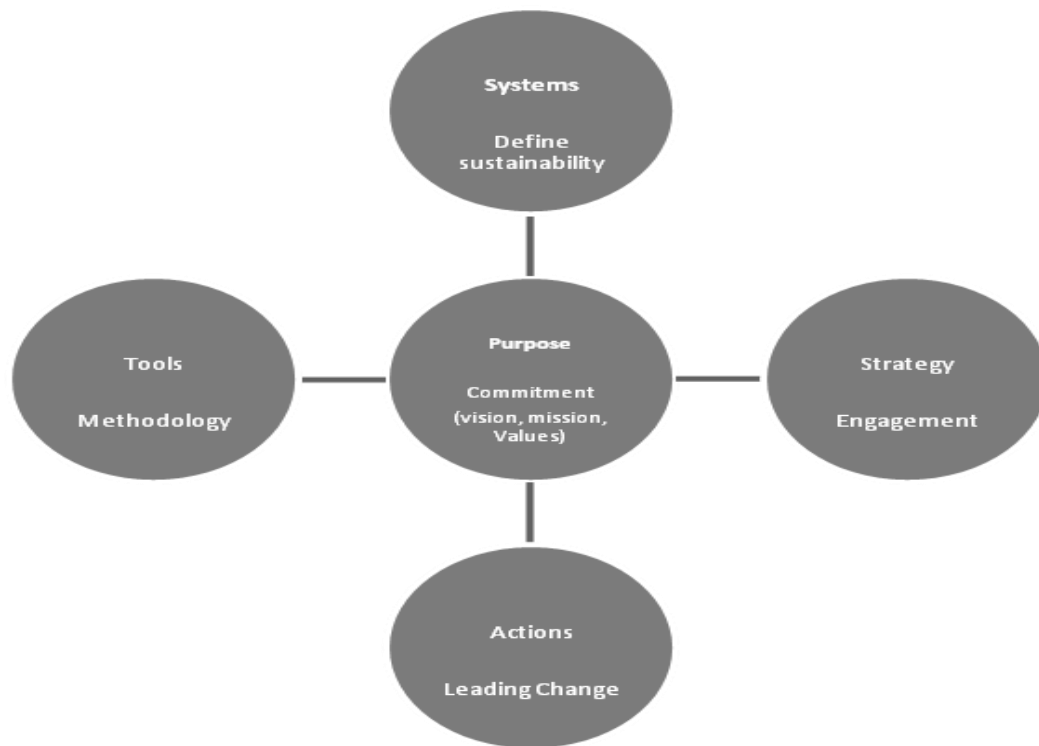 Systems
Define
sustainability
Tools
Methodology
Purpose
Commitment
(vision, mission,
Values)
Strategy
Engagement
Actions
Leading Change